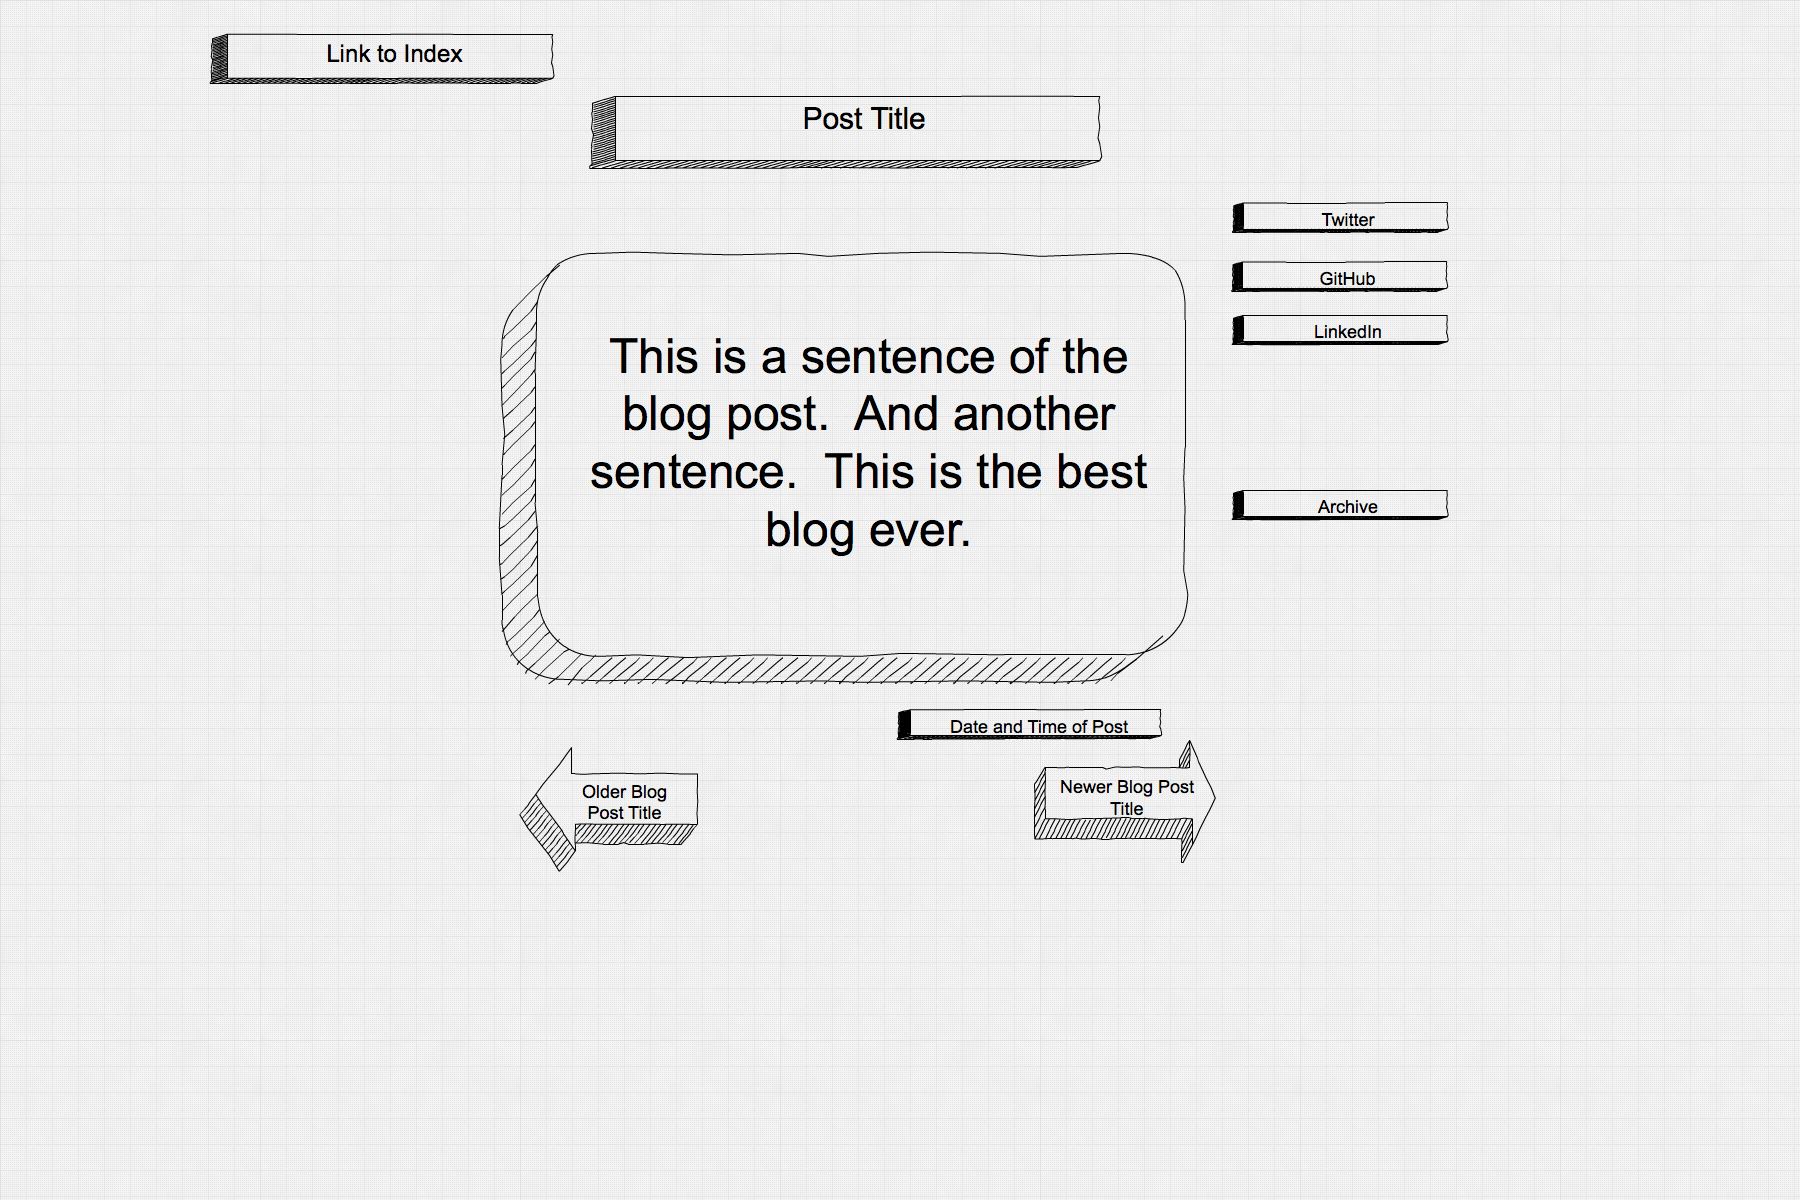 Link to Index
Post Title
Twitter
GitHub
LinkedIn
This is a sentence of the
blog post.  And another
sentence.  This is the best
blog ever.
Archive
Date and Time of Post
Older Blog
Post Title
Newer Blog Post
Title